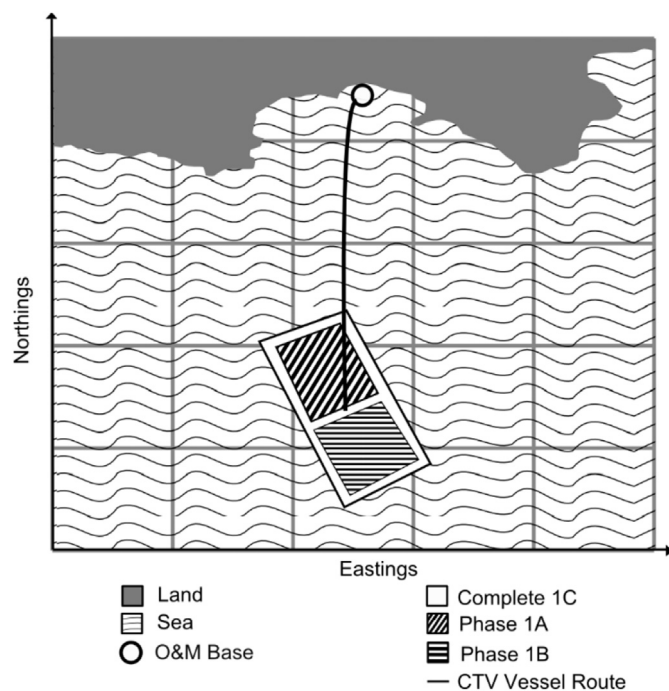 Northings
Eastings
Land
Sea
O&M Base
Complete 1C
Phase 1A
Phase 1B
CTV Vessel Route